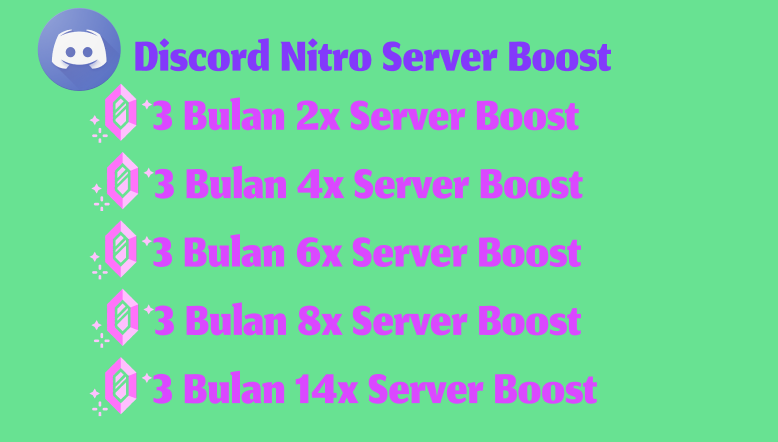 Discord Nitro Server Boost
3 Bulan 2x Server Boost
3 Bulan 4x Server Boost
3 Bulan 6x Server Boost
3 Bulan 8x Server Boost
3 Bulan 14x Server Boost